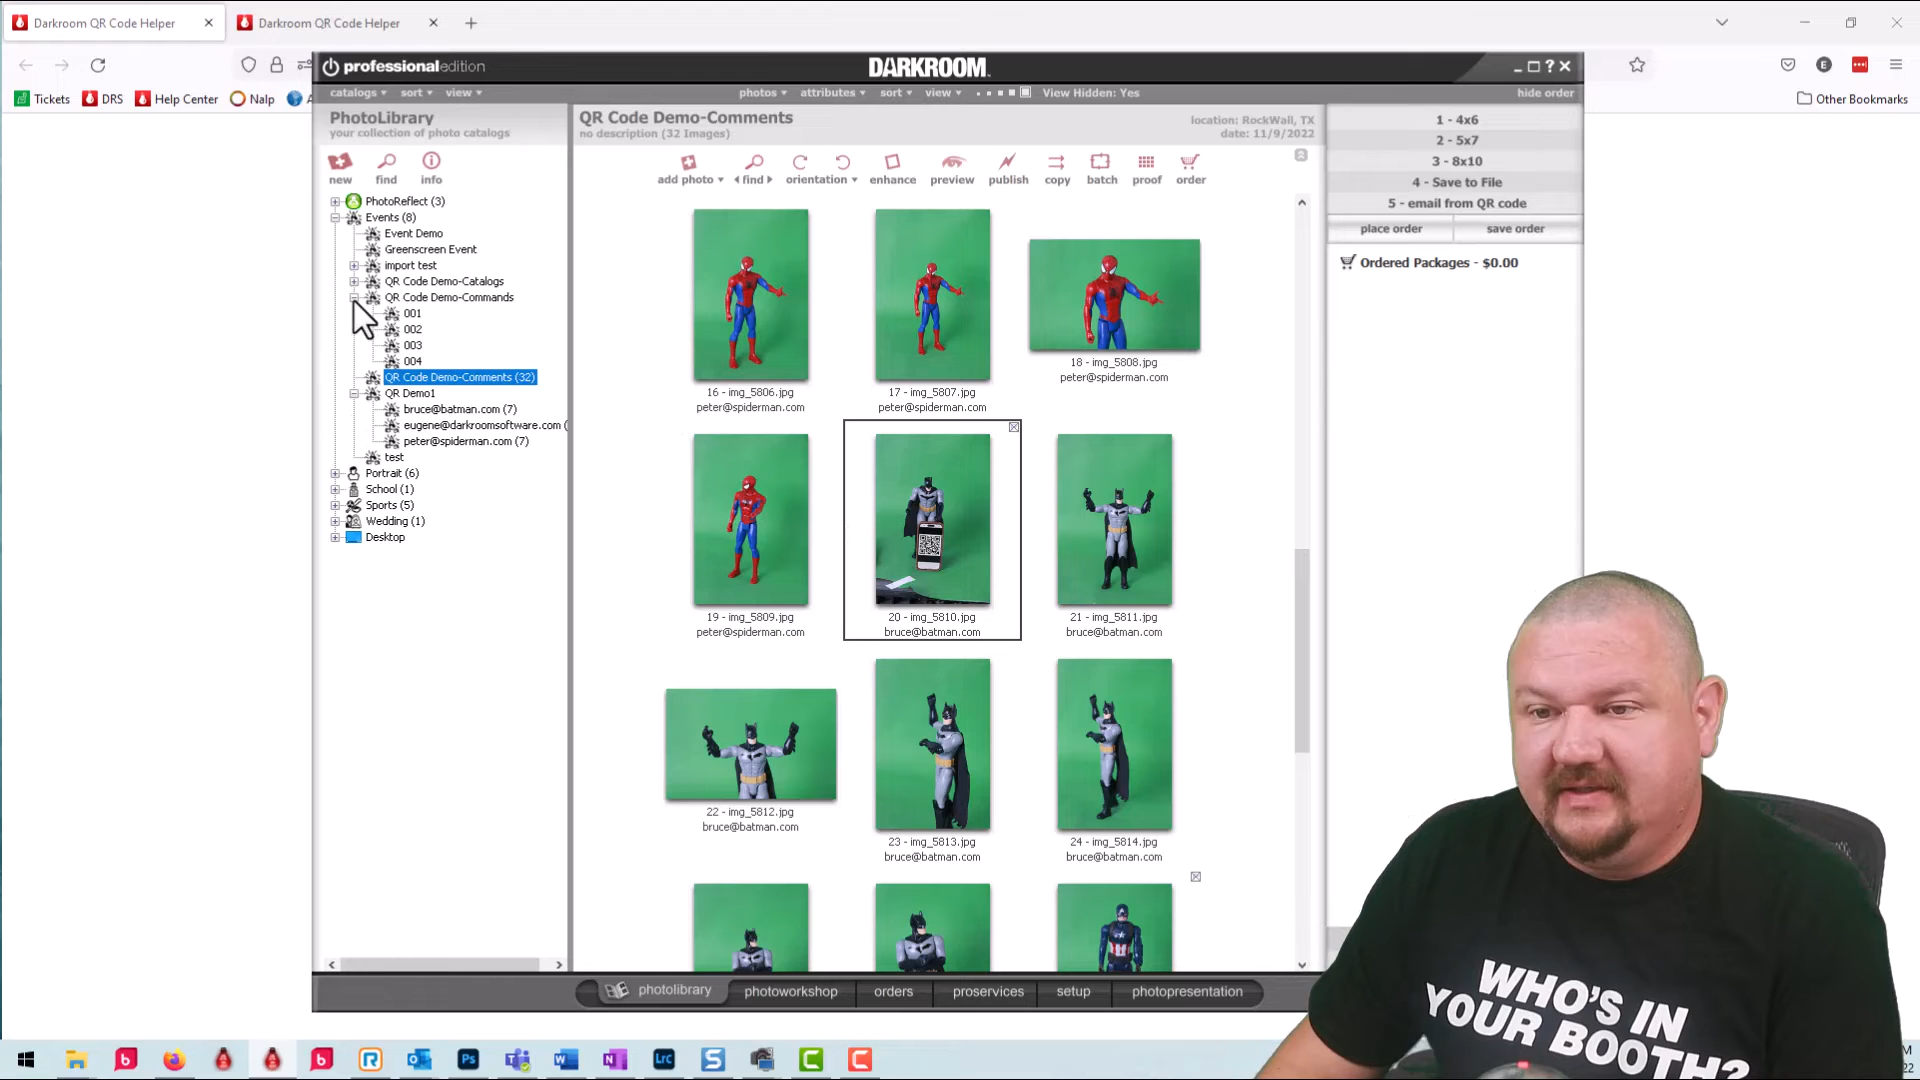 Darkroom QR Code Helper
Darkroom QR Code Helper
Tickets
DRS
Help Center
Nalp
A
Other Bookmarks
professionaledition
DARKROOM
catalogs sort view
photos attributes sort view View Hidden: Yes
hide order
PhotoLibrary
your collection of photo catalogs
new find info
PhotoReflect (3)
Events (8)
Event Demo
Greenscreen Event
import test
QR Code Demo-Catalogs
QR Code Demo-Commands
001
002
003
004
QR Code Demo-Comments (32)
QR Demo1
bruce@batman.com (7)
eugene@darkroomsoftware.com (
peter@spiderman.com (7)
test
Portrait (6)
School (1)
Sports (5)
Wedding (1)
Desktop
QR Code Demo-Comments
no description (32 Images)
location: RockWall, TX
date: 11/9/2022
add photo find orientation enhance preview publish copy batch proof order
16 - img_5806.jpg
peter@spiderman.com
17 - img_5807.jpg
peter@spiderman.com
18 - img_5808.jpg
peter@spiderman.com
19 - img_5809.jpg
peter@spiderman.com
20 - img_5810.jpg
bruce@batman.com
21 - img_5811.jpg
bruce@batman.com
22 - img_5812.jpg
bruce@batman.com
23 - img_5813.jpg
bruce@batman.com
24 - img_5814.jpg
bruce@batman.com
1 - 4x6
2 - 5x7
3 - 8x10
4 - Save to File
5 - email from QR code
place order save order
Ordered Packages - $0.00
photolibrary photoworkshop orders proservices setup photopresentation
WHO'S IN
YOUR BOOTH?
b b R Ps Lrc S C C
M
22